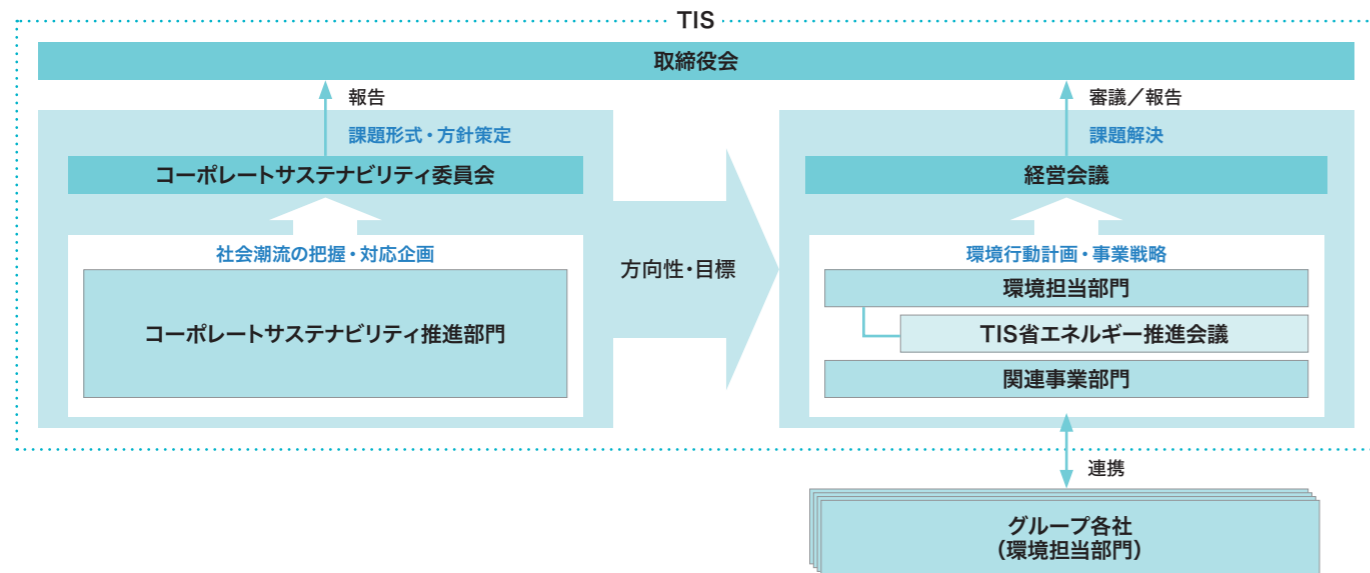 TIS
取締役会
報告
課題形式・方針策定
コーポレートサステナビリティ委員会
社会潮流の把握・対応企画
コーポレートサステナビリティ推進部門
方向性・目標
審議／報告
課題解決
経営会議
環境行動計画・事業戦略
環境担当部門
TIS省エネルギー推進会議
関連事業部門
連携
グループ各社
（環境担当部門）